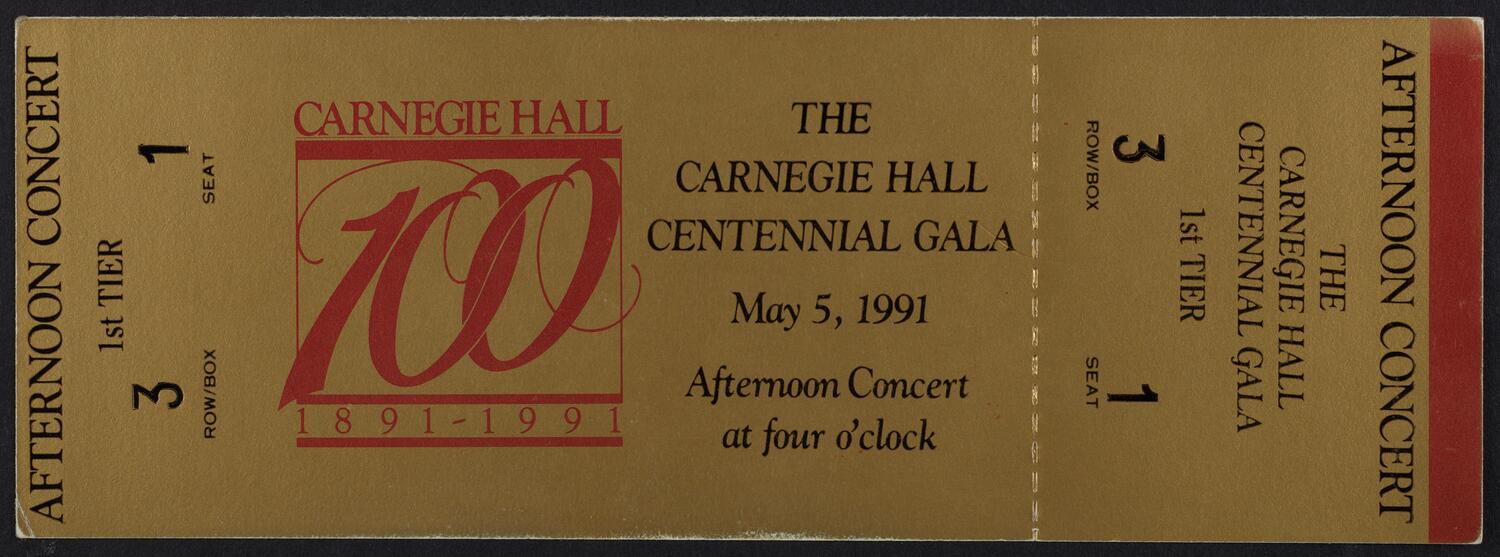 AFTERNOON CONCERT
1st TIER
3 1
ROW/BOX SEAT
CARNEGIE HALL
100
1891-1991
THE
CARNEGIE HALL
CENTENNIAL GALA
May 5, 1991
Afternoon Concert
at four o'clock
AFTERNOON CONCERT
THE
CARNEGIE HALL
CENTENNIAL GALA
1st TIER
3 1
ROW/BOX SEAT